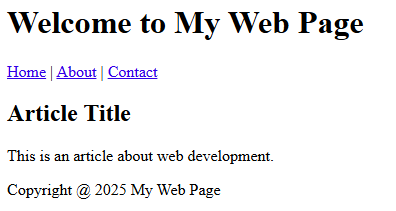 Welcome to My Web Page
Home | About | Contact
Article Title
This is an article about web development.
Copyright @ 2025 My Web Page